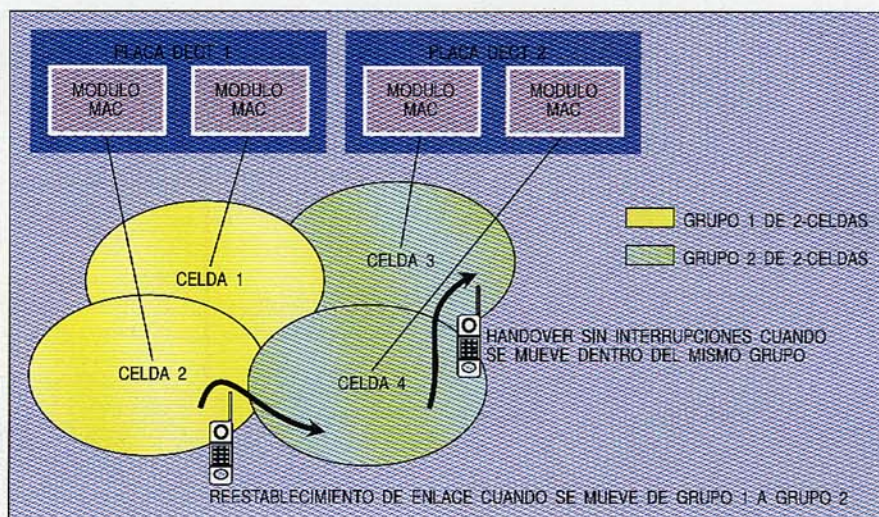 PLACA DECT 1
PLACA DECT 2
MODULO
MAC
MODULO
MAC
MODULO
MAC
MODULO
MAC
GRUPO 1 DE 2-CELDAS
GRUPO 2 DE 2-CELDAS
CELDA 3
CELDA 1
HANDOVER SIN INTERRUPCIONES CUANDO
SE MUEVE DENTRO DEL MISMO GRUPO
CELDA 2
CELDA 4
REESTABLECIMIENTO DE ENLACE CUANDO SE MUEVE DE GRUPO 1 A GRUPO 2